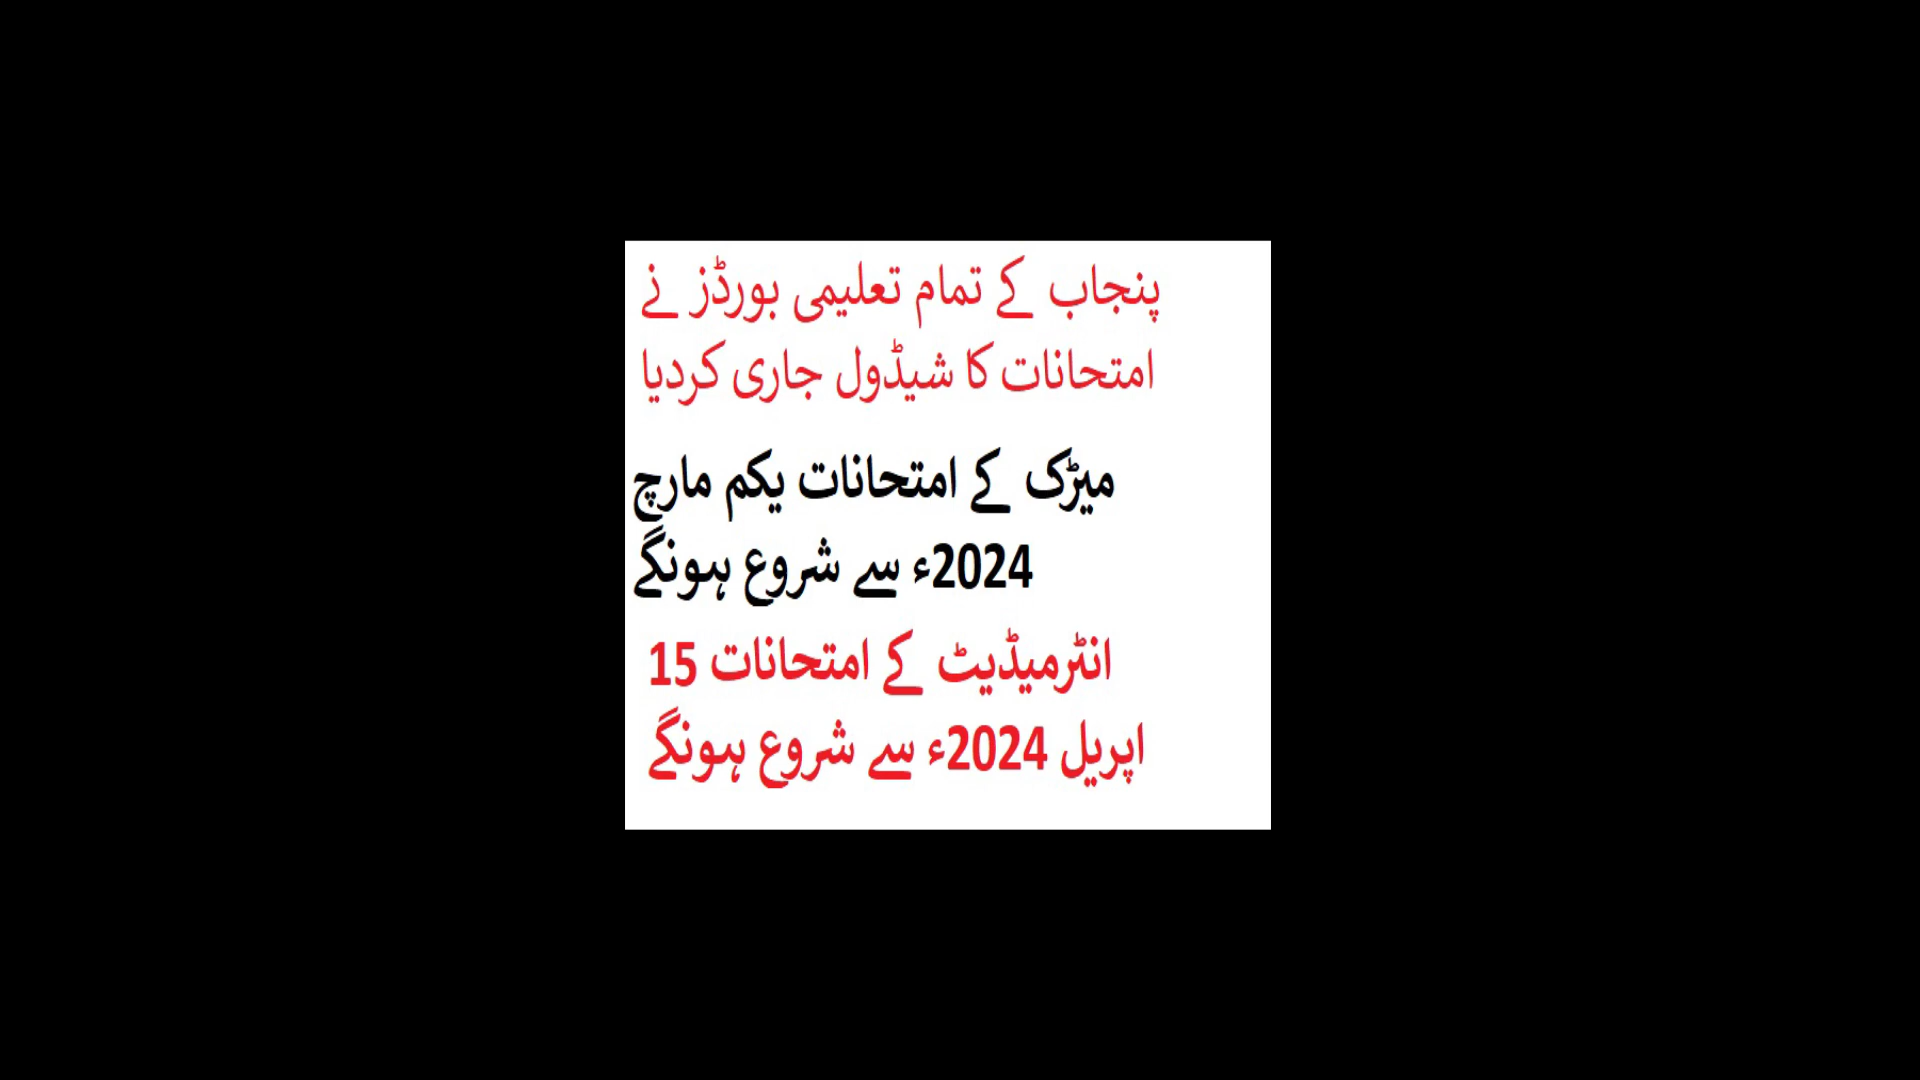 پنجاب کے تمام تعلیمی بورڈز نے
امتحانات کا شیڈول جاری کردیا
میڑک کے امتحانات یکم مارچ
2024ء سے شروع ہونگے
انٹرمیڈیٹ کے امتحانات 15
اپریل 2024ء سے شروع ہونگے